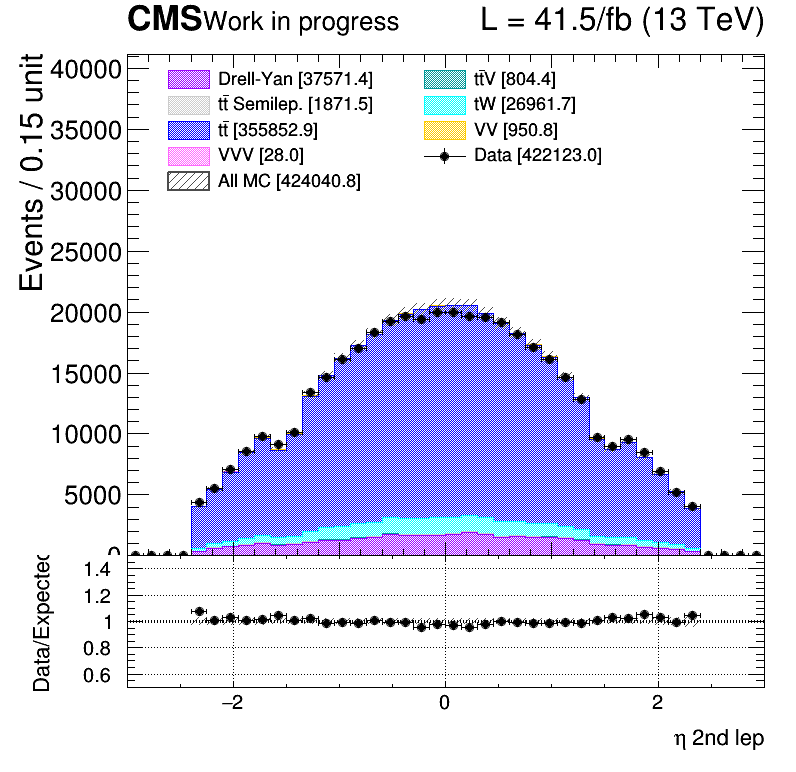 CMS Work in progress L = 41.5/fb (13 TeV)
Events / 0.15 unit
40000
35000
30000
25000
20000
15000
10000
5000
0
Drell-Yan [37571.4]
tt̄V [804.4]
tt̄ Semilep. [1871.5]
tW [26961.7]
tt̄ [355852.9]
VV [950.8]
VVV [28.0]
Data [422123.0]
All MC [424040.8]
Data/Expected
1.4
1.2
1
0.8
0.6
−2 0 2
η 2nd lep